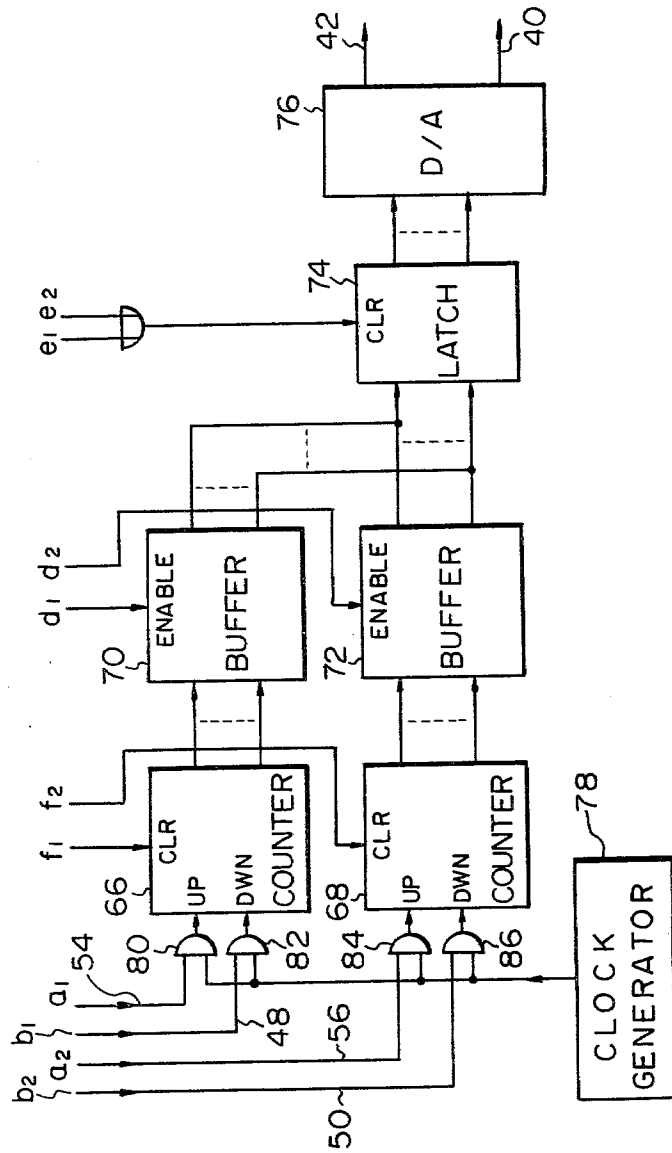 b2
a2
b1
a1
54
50
56
48
80
82
84
86
f1
f2
66
CLR
UP
DWN
COUNTER
68
CLR
UP
DWN
COUNTER
78
CLOCK
GENERATOR
d1
d2
70
ENABLE
BUFFER
72
ENABLE
BUFFER
e1 e2
74
CLR
LATCH
76
D/A
42
40